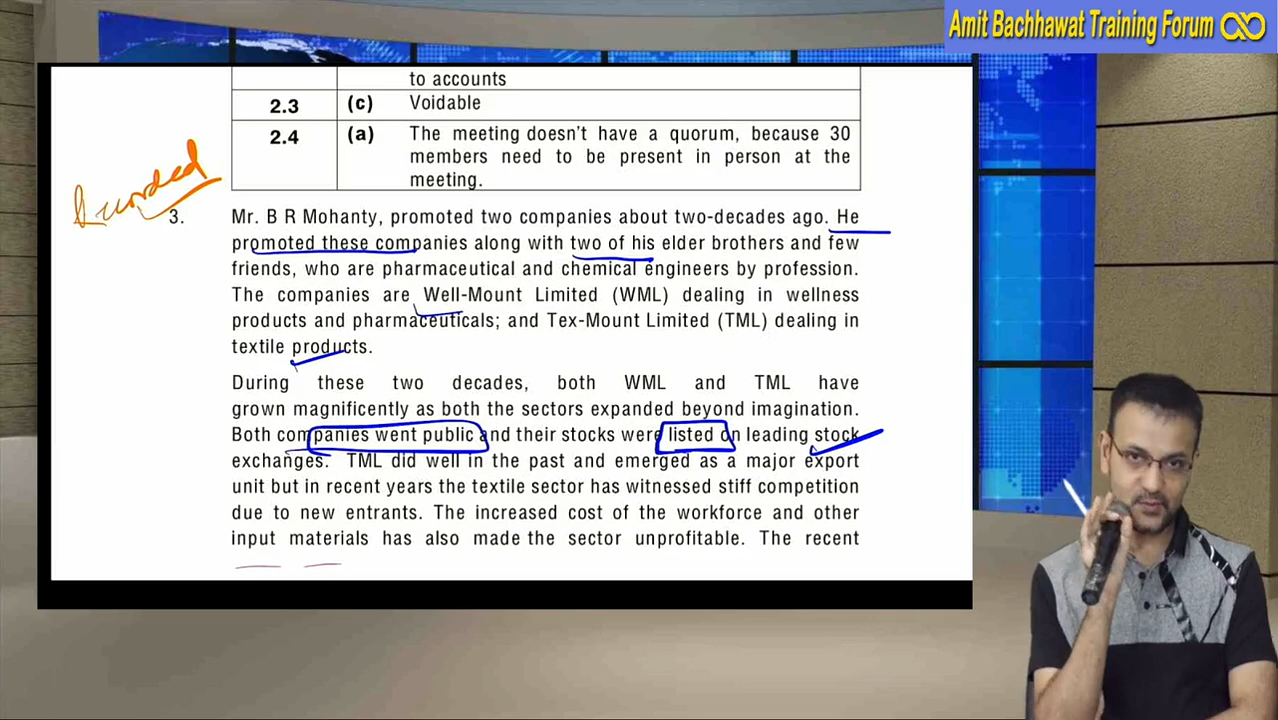 Amit Bachhawat Training Forum
to accounts
2.3 (c) Voidable
2.4 (a) The meeting doesn't have a quorum, because 30
members need to be present in person at the
meeting.
3. Mr. B R Mohanty, promoted two companies about two-decades ago. He
promoted these companies along with two of his elder brothers and few
friends, who are pharmaceutical and chemical engineers by profession.
The companies are Well-Mount Limited (WML) dealing in wellness
products and pharmaceuticals; and Tex-Mount Limited (TML) dealing in
textile products.
During these two decades, both WML and TML have
grown magnificently as both the sectors expanded beyond imagination.
Both companies went public and their stocks were listed on leading stock
exchanges. TML did well in the past and emerged as a major export
unit but in recent years the textile sector has witnessed stiff competition
due to new entrants. The increased cost of the workforce and other
input materials has also made the sector unprofitable. The recent